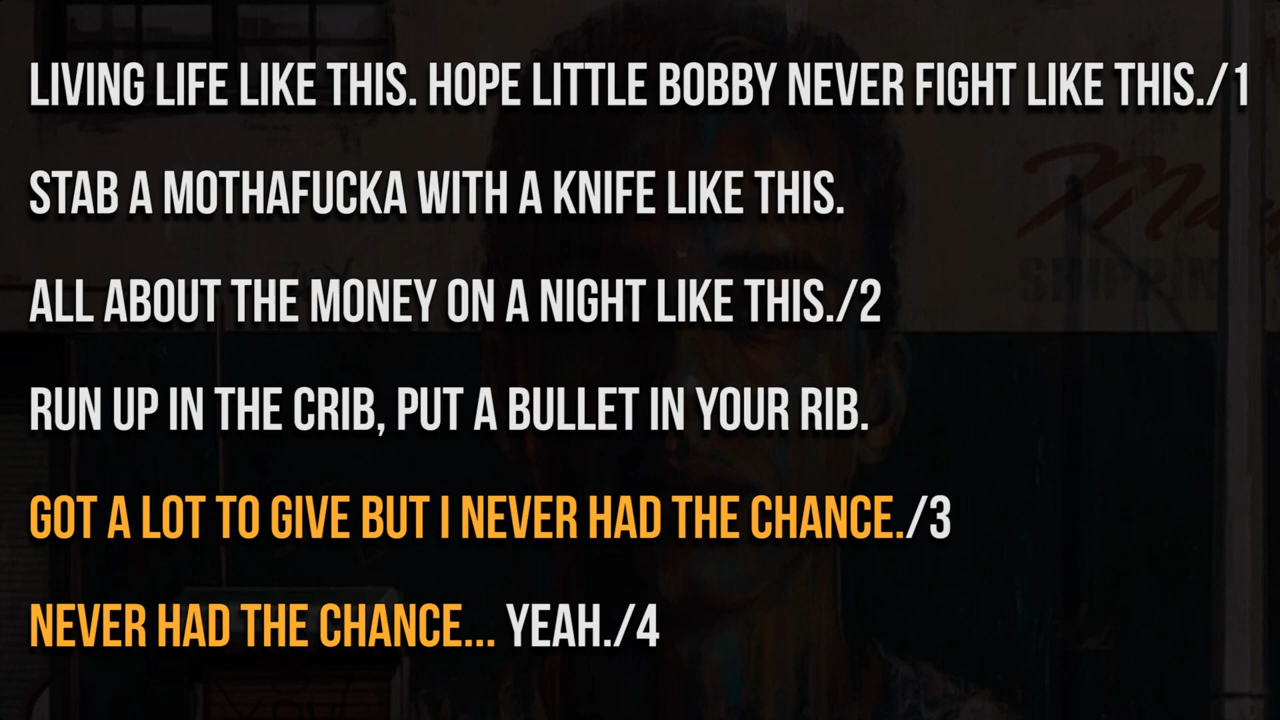 LIVING LIFE LIKE THIS. HOPE LITTLE BOBBY NEVER FIGHT LIKE THIS./1
STAB A MOTHAFUCKA WITH A KNIFE LIKE THIS.
ALL ABOUT THE MONEY ON A NIGHT LIKE THIS./2
RUN UP IN THE CRIB, PUT A BULLET IN YOUR RIB.
GOT A LOT TO GIVE BUT I NEVER HAD THE CHANCE./3
NEVER HAD THE CHANCE... YEAH./4